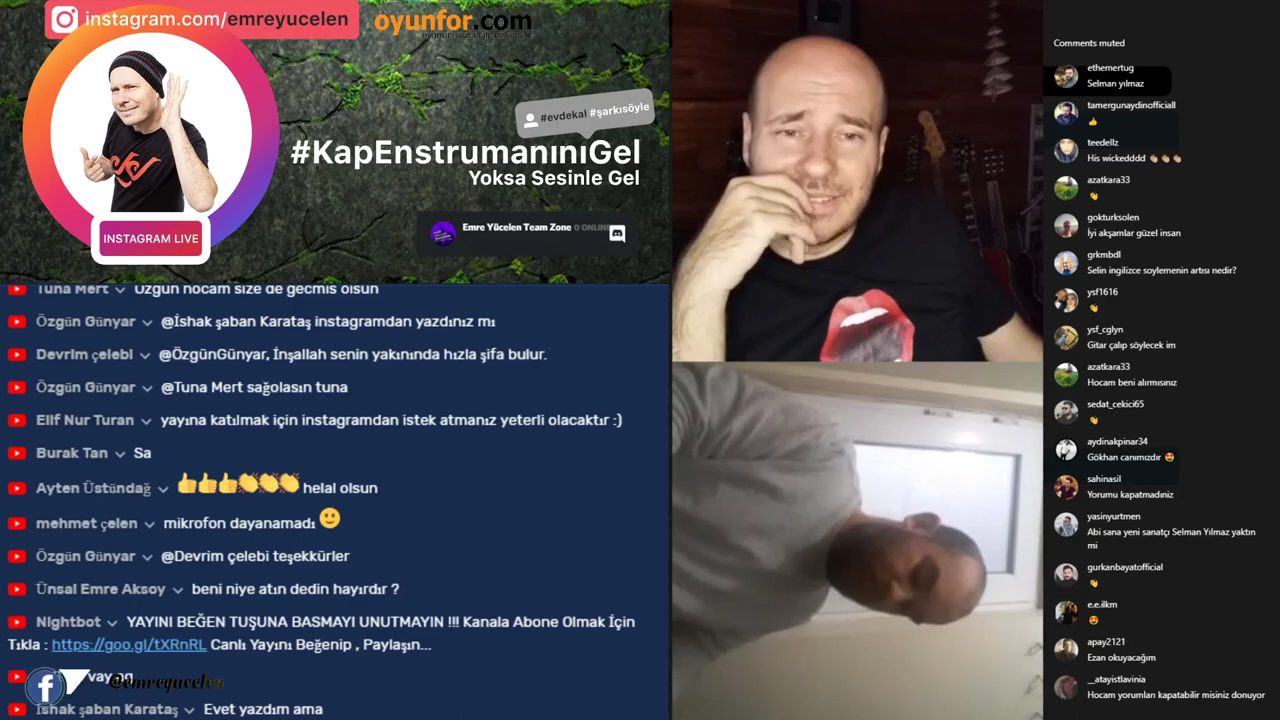 instagram.com/emreyucelen
oyunfor.com
#evdekal #şarkısöyle
#KapEnstrumanınıGel
Yoksa Sesinle Gel
INSTAGRAM LIVE
Emre Yücelen Team Zone 0 ONLINE
Tuna Mert Üzgün hocam size de geçmiş olsun
Özgün Günyar @İshak şaban Karataş instagramdan yazdınız mı
Devrim çelebi @ÖzgünGünyar, İnşallah senin yakınında hızla şifa bulur.
Özgün Günyar @Tuna Mert sağolasın tuna
Elif Nur Turan yayına katılmak için instagramdan istek atmanız yeterli olacaktır :)
Burak Tan Sa
Ayten Üstündağ 👍👍👍👏👏👏 helal olsun
mehmet çelen mikrofon dayanamadı 🙂
Özgün Günyar @Devrim çelebi teşekkürler
Ünsal Emre Aksoy beni niye atın dedin hayırdır ?
Nightbot YAYINI BEĞEN TUŞUNA BASMAYI UNUTMAYIN !!! Kanala Abone Olmak İçin
Tıkla : https://goo.gl/tXRnRL Canlı Yayını Beğenip , Paylaşın...
@emreyucelen
İshak şaban Karataş Evet yazdım ama
Comments muted
ethemertug
Selman yılmaz
tamergunaydinofficiall
👍
teedellz
His wickedddd 👏🏼👏🏼👏🏼
azatkara33
👏
gokturksolen
İyi akşamlar güzel insan
grkmbdl
Selin ingilizce soylemenin artısı nedir?
ysf1616
👏
ysf_cglyn
Gitar çalıp söylecek im
azatkara33
Hocam beni alırmısınız
sedat_cekici65
👏
aydinakpinar34
Gökhan canımızdır 😍
sahinasil
Yorumu kapatmadınız
yasinyurtmen
Abi sana yeni sanatçı Selman Yılmaz yaktın
mi
gurkanbayatofficial
👏
e.e.ilkm
😍
apay2121
Ezan okuyacağım
__atayistlavinia
Hocam yorumları kapatabilir misiniz donuyor